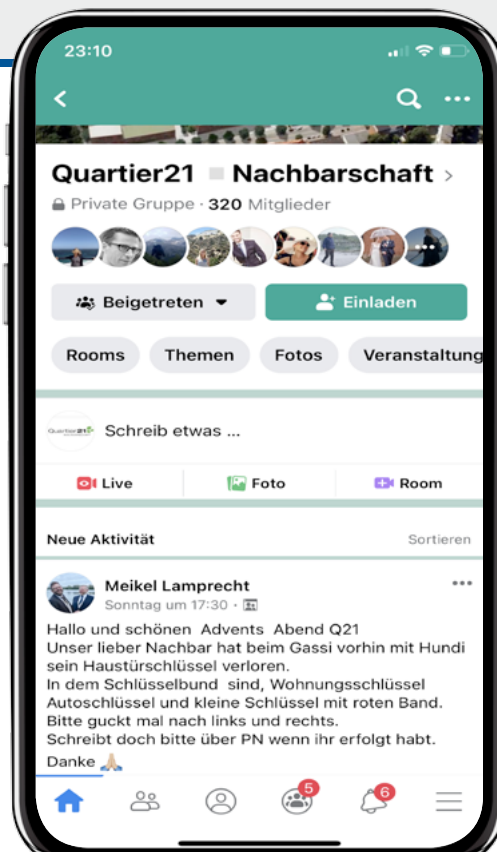 23:10
Quartier21 Nachbarschaft
Private Gruppe · 320 Mitglieder
Beigetreten
Einladen
Rooms
Themen
Fotos
Veranstaltung
Quartier21
Schreib etwas ...
Live
Foto
Room
Neue Aktivität
Sortieren
Meikel Lamprecht
Sonntag um 17:30 ·
Hallo und schönen Advents Abend Q21
Unser lieber Nachbar hat beim Gassi vorhin mit Hundi
sein Haustürschlüssel verloren.
In dem Schlüsselbund sind, Wohnungsschlüssel
Autoschlüssel und kleine Schlüssel mit roten Band.
Bitte guckt mal nach links und rechts.
Schreibt doch bitte über PN wenn ihr erfolgt habt.
Danke 🙏🏼
5
6